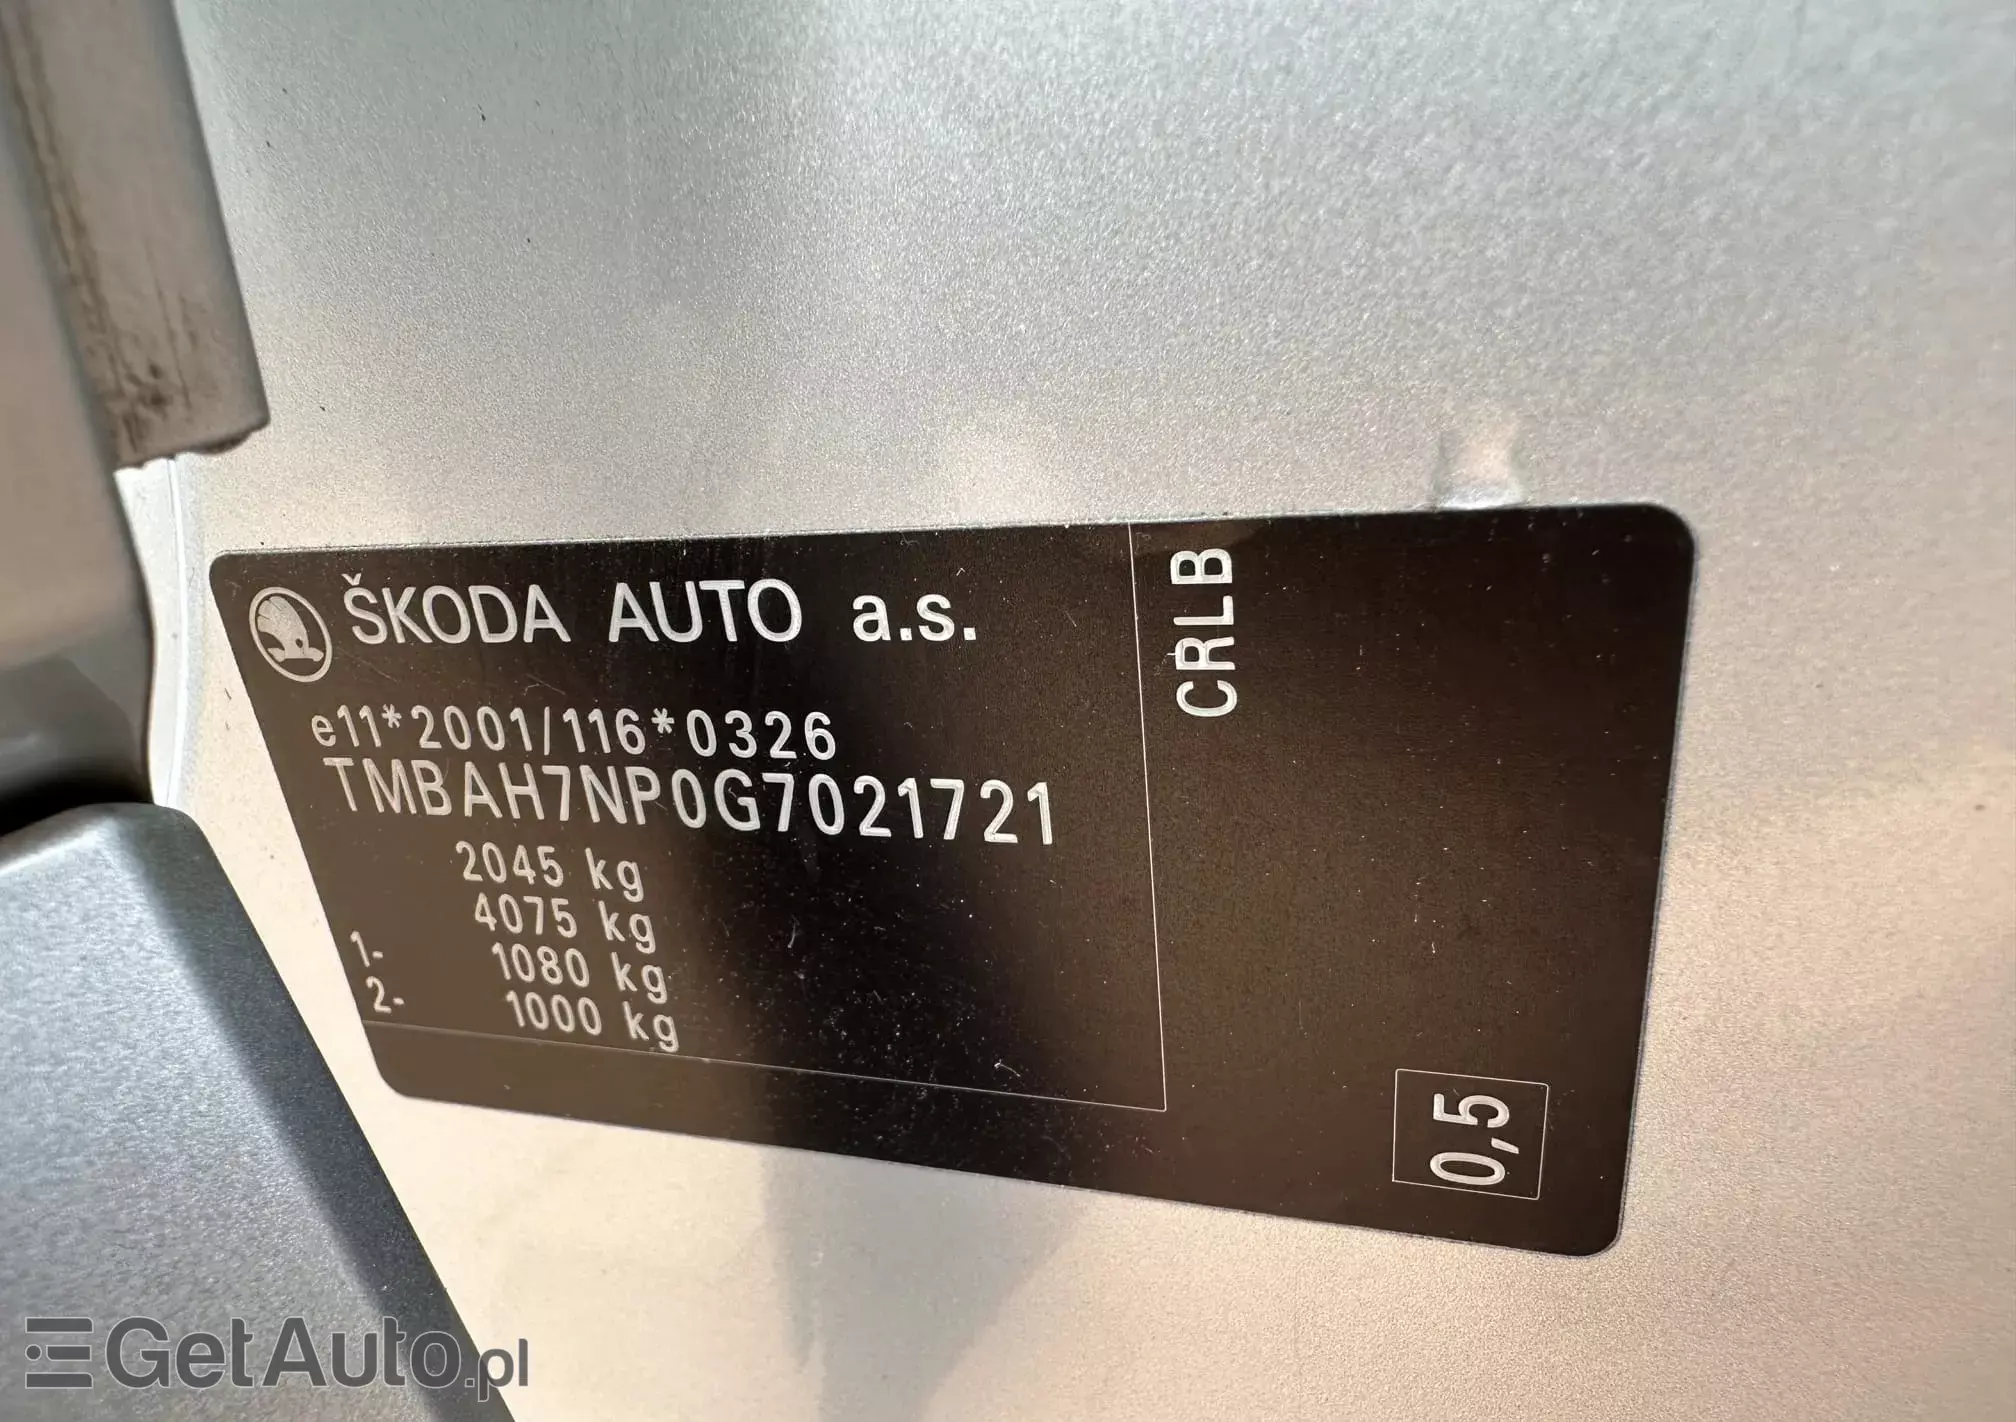 ŠKODA AUTO a.s.
e11*2001/116*0326
TMBAH7NP0G7021721
2045 kg
4075 kg
1- 1080 kg
2- 1000 kg
CRLB
0,5
GetAuto.pl